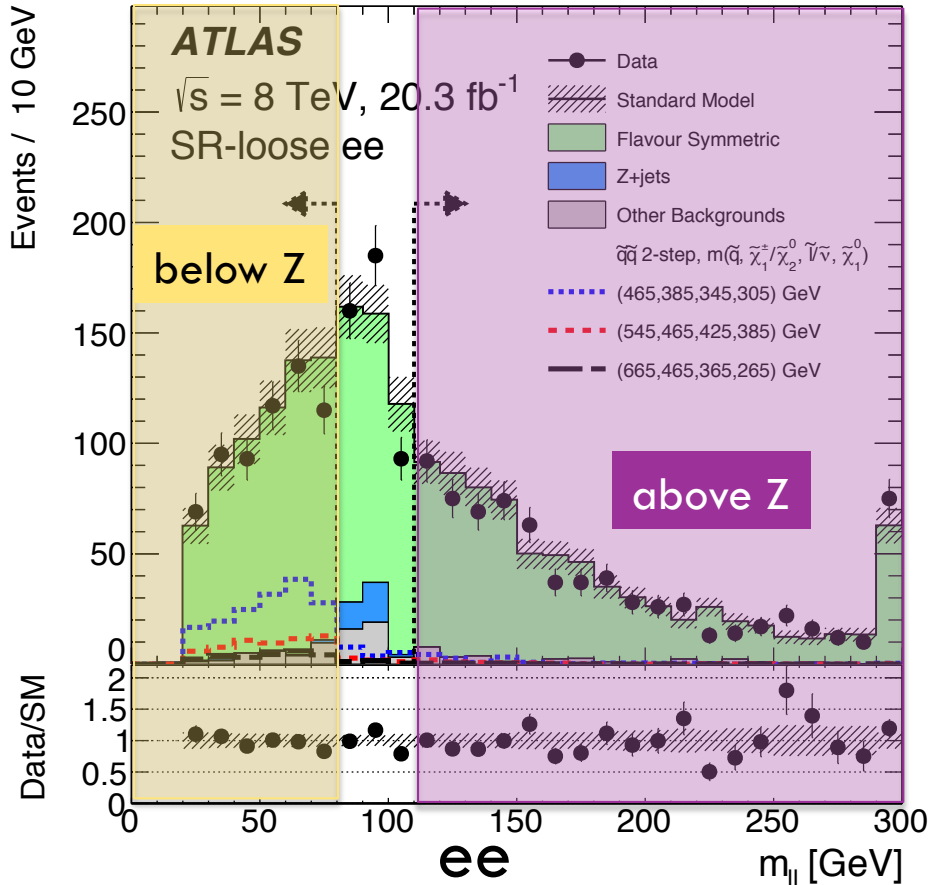 ATLAS
√s = 8 TeV, 20.3 fb⁻¹
SR-loose ee
Events / 10 GeV
250
200
150
100
50
0
Data
Standard Model
Flavour Symmetric
Z+jets
Other Backgrounds
q̃q̃ 2-step, m(q̃, χ̃₁±/χ̃₂⁰, l̃/ν̃, χ̃₁⁰)
(465,385,345,305) GeV
(545,465,425,385) GeV
(665,465,365,265) GeV
below Z
above Z
Data/SM
2
1.5
1
0.5
0
0 50 100 150 200 250 300
ee
m_ll [GeV]